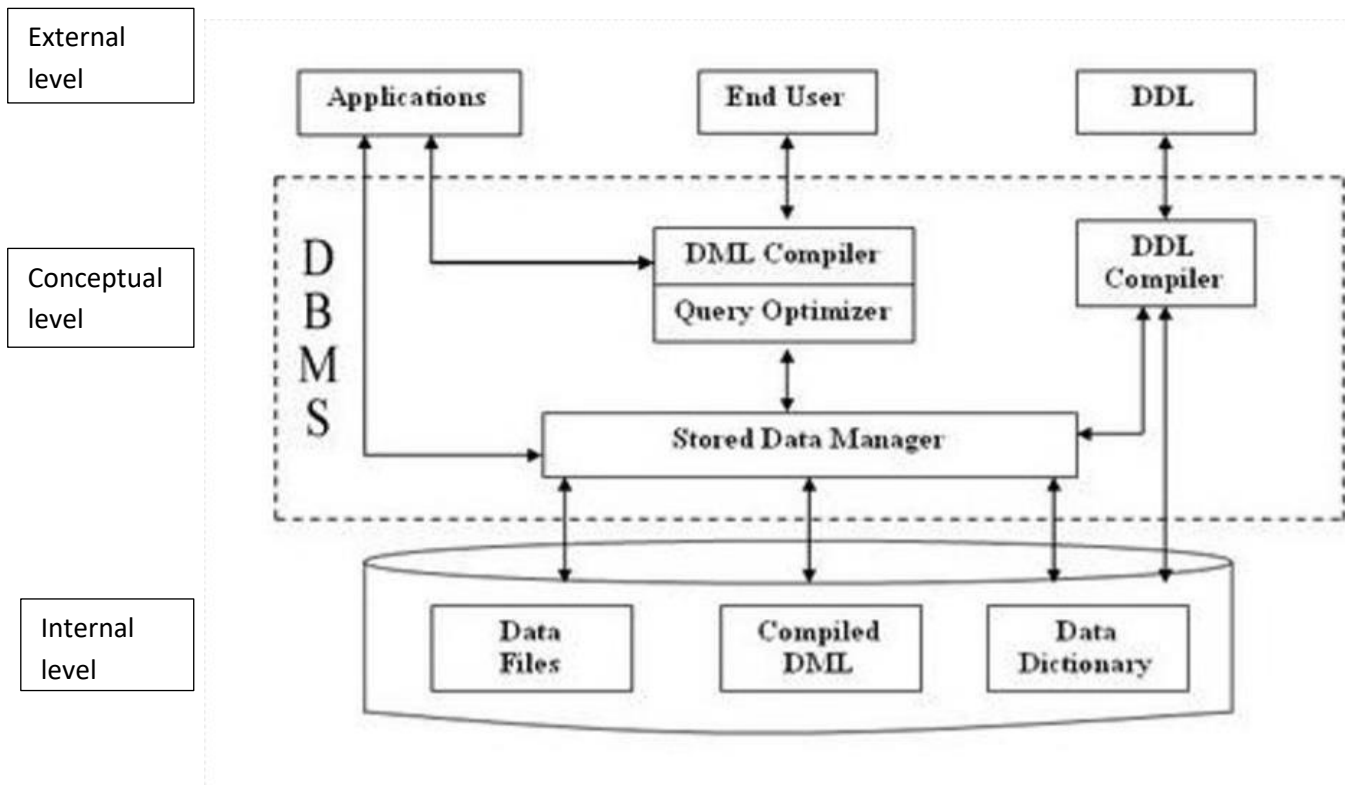 External
level
Applications
End User
DDL
Conceptual
level
D
B
M
S
DML Compiler
Query Optimizer
DDL
Compiler
Stored Data Manager
Internal
level
Data
Files
Compiled
DML
Data
Dictionary